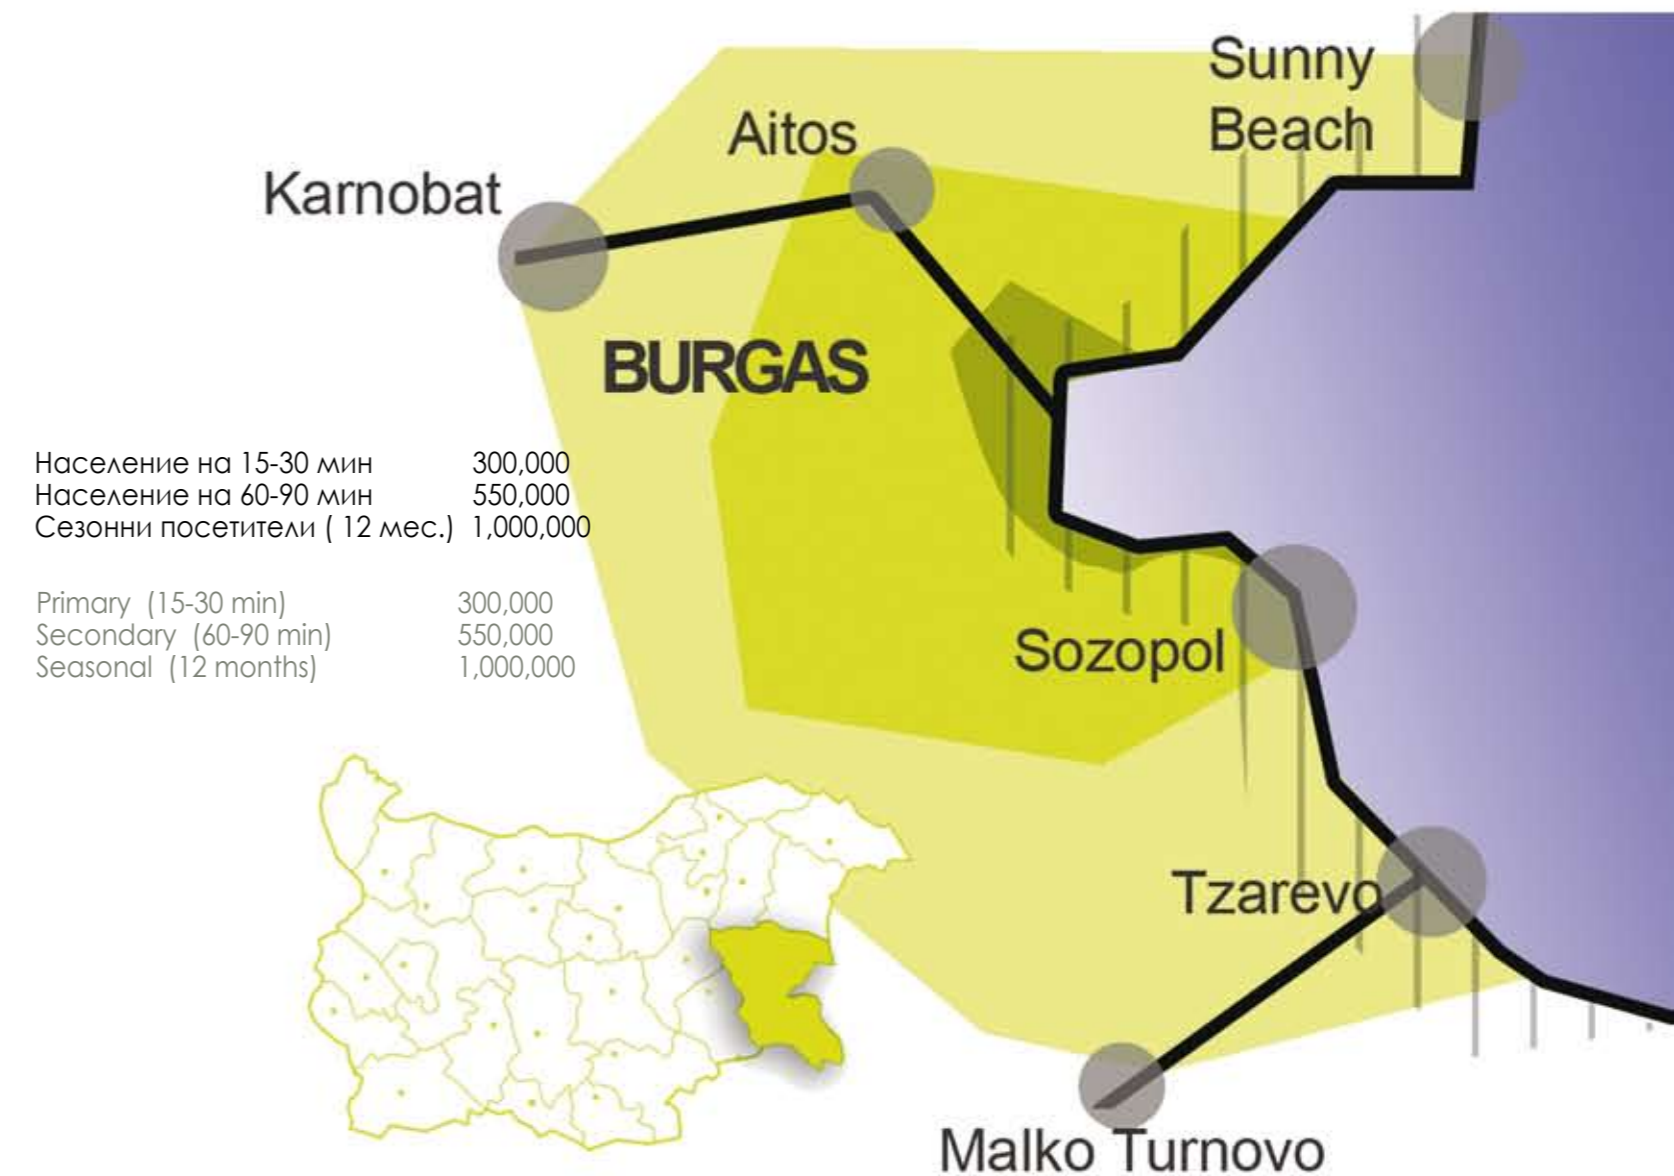 Sunny
Beach
Aitos
Karnobat
BURGAS
Население на 15-30 мин 300,000
Население на 60-90 мин 550,000
Сезонни посетители ( 12 мес.) 1,000,000
Primary (15-30 min) 300,000
Secondary (60-90 min) 550,000
Seasonal (12 months) 1,000,000
Sozopol
Tzarevo
Malko Turnovo